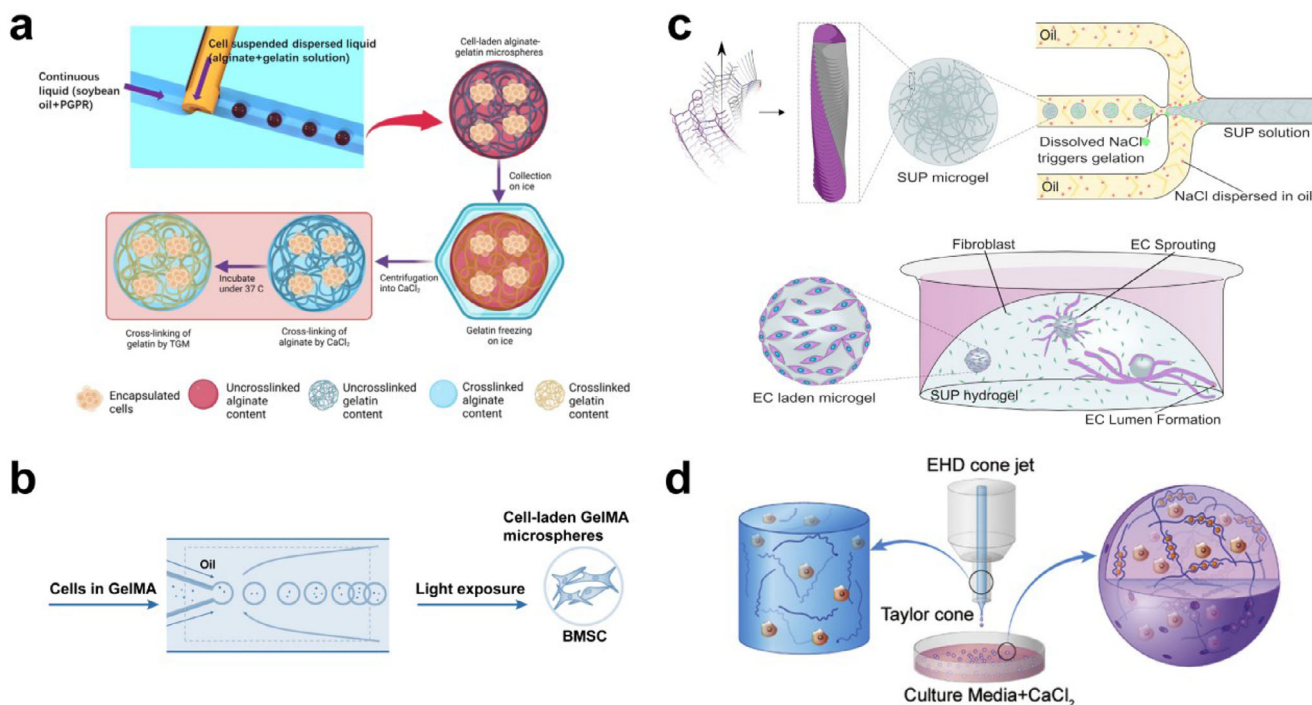 a
Cell suspended dispersed liquid
(alginate+gelatin solution)
Continuous
liquid (soybean
oil+PGPR)
Cell-laden alginate-
gelatin microspheres
Collection
on ice
Centrifugation
into CaCl₂
Incubate
under 37 C
Cross-linking of
gelatin by TGM
Cross-linking of
alginate by CaCl₂
Gelatin freezing
on ice
Encapsulated
cells
Uncrosslinked
alginate
content
Uncrosslinked
gelatin
content
Crosslinked
alginate
content
Crosslinked
gelatin
content
b
Cells in GelMA
Oil
Light exposure
Cell-laden GelMA
microspheres
BMSC
c
Oil
SUP microgel
Dissolved NaCl
triggers gelation
SUP solution
Oil
NaCl dispersed in oil
Fibroblast
EC Sprouting
EC laden microgel
SUP hydrogel
EC Lumen Formation
d
EHD cone jet
Taylor cone
Culture Media+CaCl₂